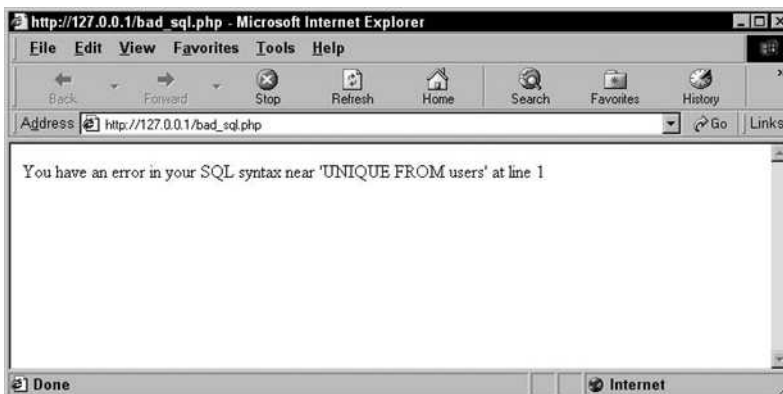 http://127.0.0.1/bad_sql.php - Microsoft Internet Explorer
File Edit View Favorites Tools Help
Back Forward Stop Refresh Home Search Favorites History
Address http://127.0.0.1/bad_sql.php Go Links
You have an error in your SQL syntax near 'UNIQUE FROM users' at line 1
Done Internet